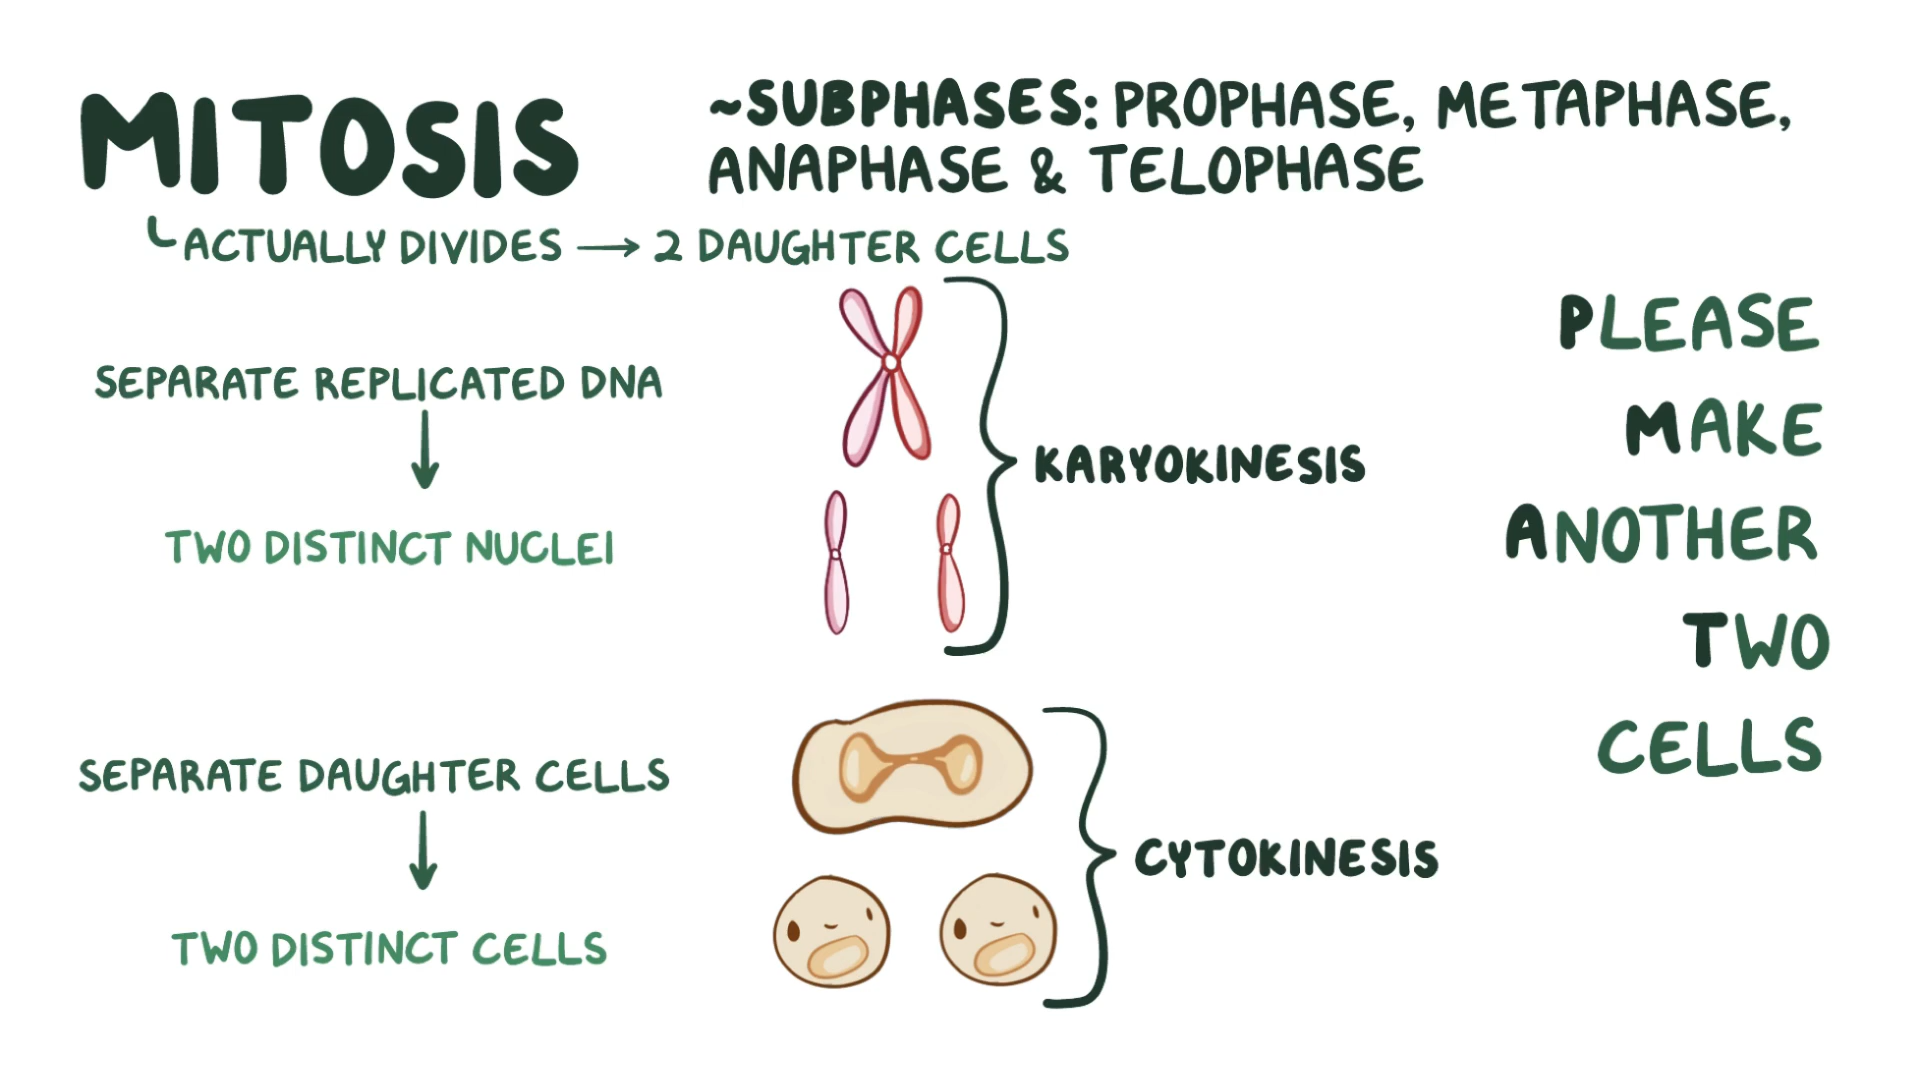 MITOSIS
~SUBPHASES: PROPHASE, METAPHASE,
ANAPHASE & TELOPHASE
ACTUALLY DIVIDES → 2 DAUGHTER CELLS
SEPARATE REPLICATED DNA
TWO DISTINCT NUCLEI
KARYOKINESIS
SEPARATE DAUGHTER CELLS
TWO DISTINCT CELLS
CYTOKINESIS
PLEASE
MAKE
ANOTHER
TWO
CELLS